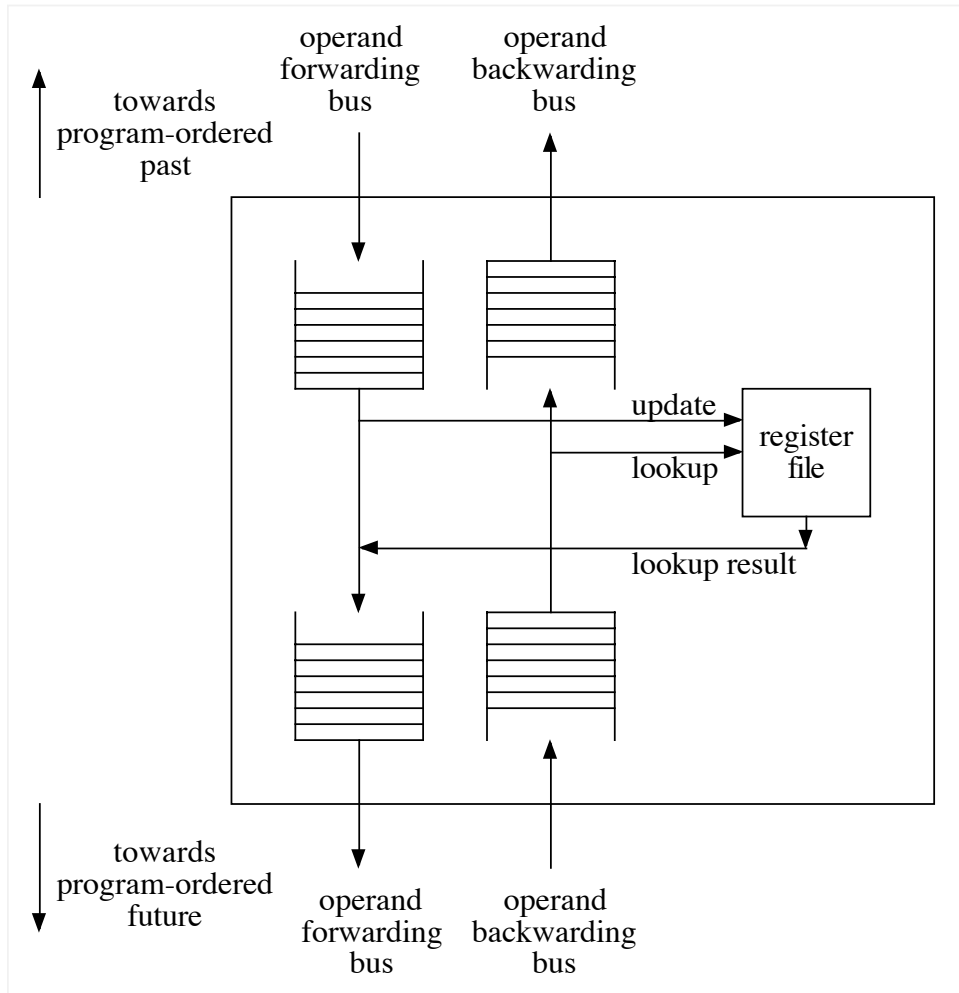 operand
forwarding
bus
operand
backwarding
bus
towards
program-ordered
past
update
lookup
register
file
lookup result
towards
program-ordered
future
operand
forwarding
bus
operand
backwarding
bus